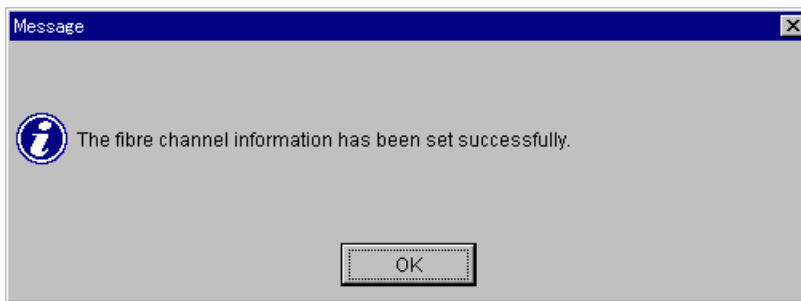 Message
The fibre channel information has been set successfully.
OK